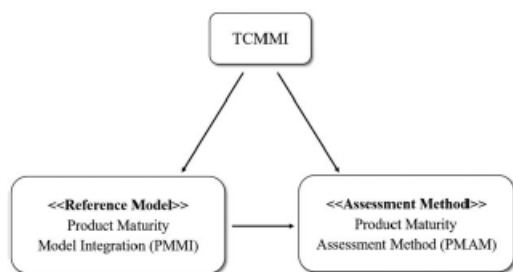 TCMMI
<<Reference Model>>
Product Maturity
Model Integration (PMMI)
<<Assessment Method>>
Product Maturity
Assessment Method (PMAM)